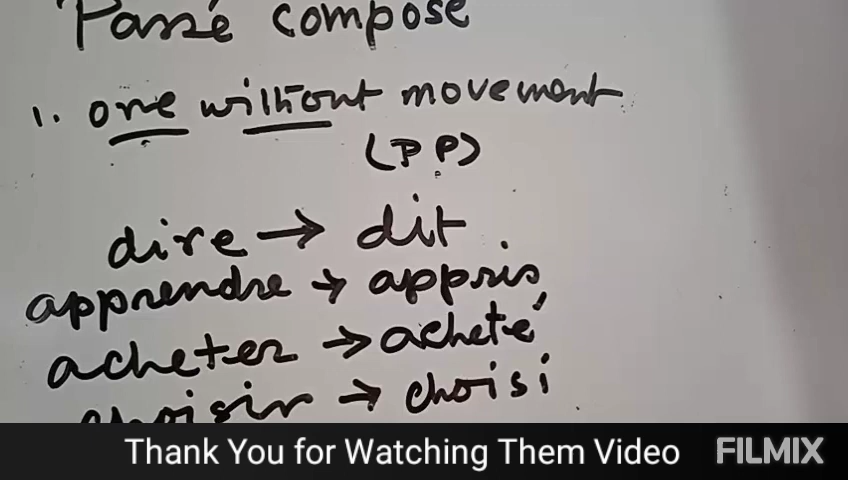 Passé compose
1. one without movement
(PP)
dire → dit
apprendre → appris
acheter → acheté
choisir → choisi
Thank You for Watching Them Video FILMIX